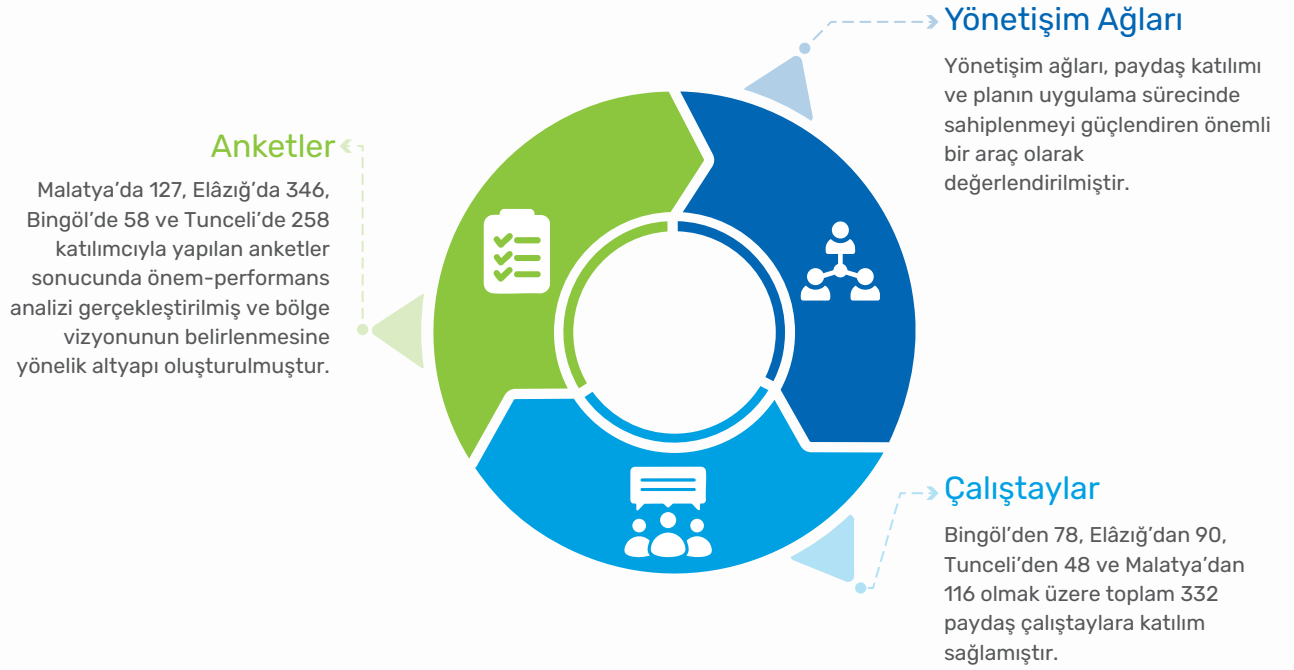 Yönetişim Ağları
Yönetişim ağları, paydaş katılımı
ve planın uygulama sürecinde
sahiplenmeyi güçlendiren önemli
bir araç olarak
değerlendirilmiştir.
Anketler
Malatya'da 127, Elâzığ'da 346,
Bingöl'de 58 ve Tunceli'de 258
katılımcıyla yapılan anketler
sonucunda önem-performans
analizi gerçekleştirilmiş ve bölge
vizyonunun belirlenmesine
yönelik altyapı oluşturulmuştur.
Çalıştaylar
Bingöl'den 78, Elâzığ'dan 90,
Tunceli'den 48 ve Malatya'dan
116 olmak üzere toplam 332
paydaş çalıştaylara katılım
sağlamıştır.